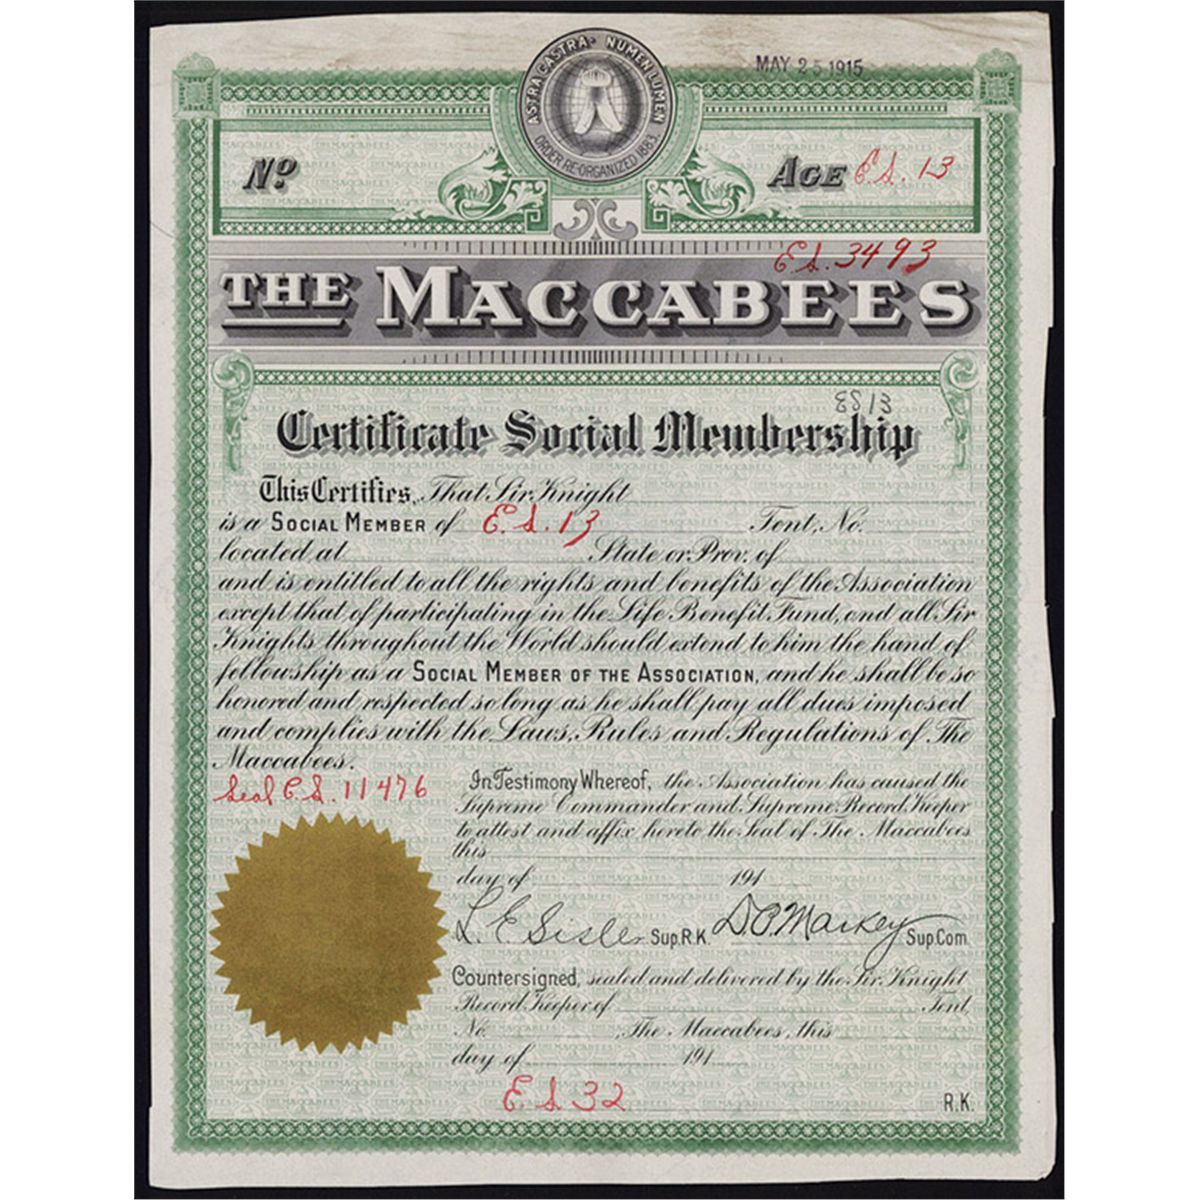 MAY 25 1915
ASTRA CASTRA · NUMEN LUMEN
ORDER RE-ORGANIZED 1883.
No
AGE E.S. 13
E.S. 3493
THE MACCABEES
ES 13
Certificate Social Membership
This Certifies, That Sir Knight
is a SOCIAL MEMBER of E.S. 13 Tent, No.
located at State or Prov. of
and is entitled to all the rights and benefits of the Association
except that of participating in the Life Benefit Fund, and all Sir
Knights throughout the World should extend to him the hand of
fellowship as a SOCIAL MEMBER OF THE ASSOCIATION, and he shall be so
honored and respected so long as he shall pay all dues imposed
and complies with the Laws, Rules and Regulations of The
Maccabees.
Seal E.S. 11476
In Testimony Whereof, the Association has caused the
Supreme Commander and Supreme Record Keeper
to attest and affix hereto the Seal of The Maccabees
this
day of 191
L. E. Sisler Sup. R.K. D. P. Markey Sup. Com.
Countersigned, sealed and delivered by the Sir Knight
Record Keeper of Tent
No. , The Maccabees, this
day of 191
E.S. 32
R.K.